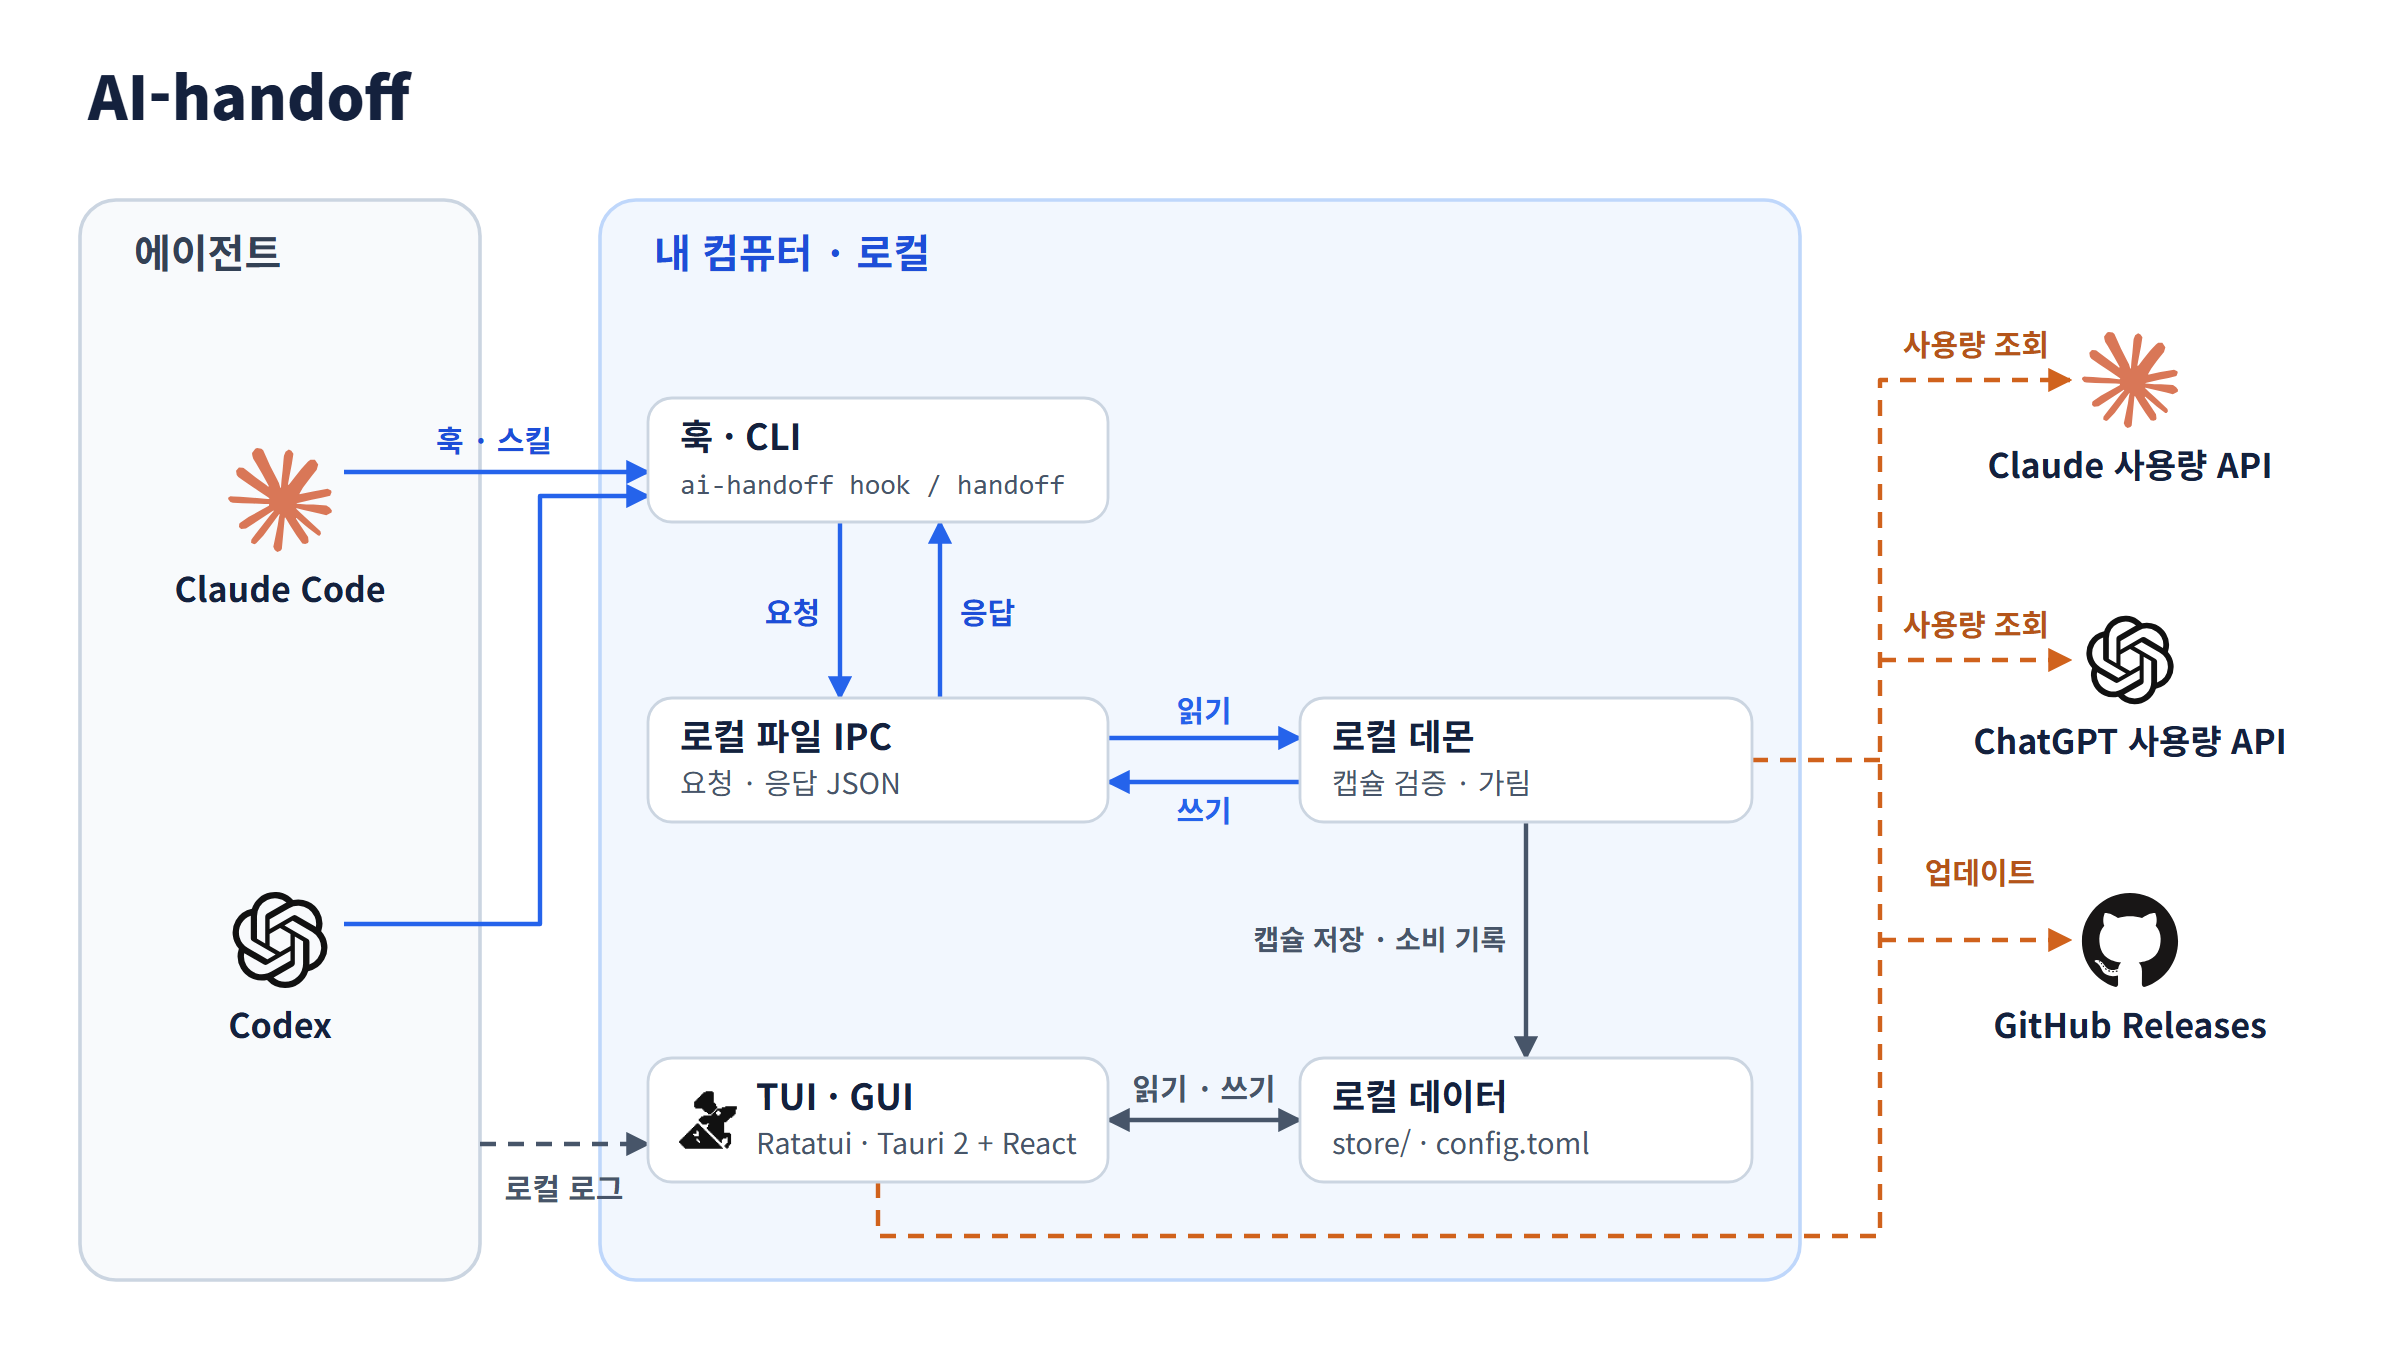 AI-handoff
에이전트
Claude Code
Codex
훅 · 스킬
로컬 로그
내 컴퓨터 · 로컬
훅 · CLI
ai-handoff hook / handoff
요청
응답
로컬 파일 IPC
요청 · 응답 JSON
읽기
쓰기
로컬 데몬
캡슐 검증 · 가림
캡슐 저장 · 소비 기록
TUI · GUI
Ratatui · Tauri 2 + React
읽기 · 쓰기
로컬 데이터
store/ · config.toml
사용량 조회
Claude 사용량 API
사용량 조회
ChatGPT 사용량 API
업데이트
GitHub Releases